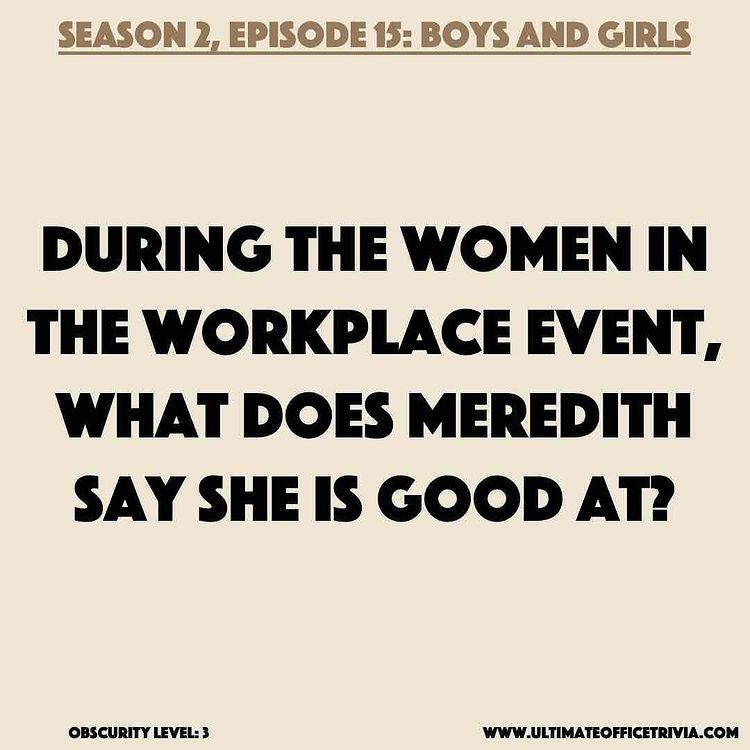 SEASON 2, EPISODE 15: BOYS AND GIRLS
DURING THE WOMEN IN
THE WORKPLACE EVENT,
WHAT DOES MEREDITH
SAY SHE IS GOOD AT?
OBSCURITY LEVEL: 3
WWW.ULTIMATEOFFICETRIVIA.COM